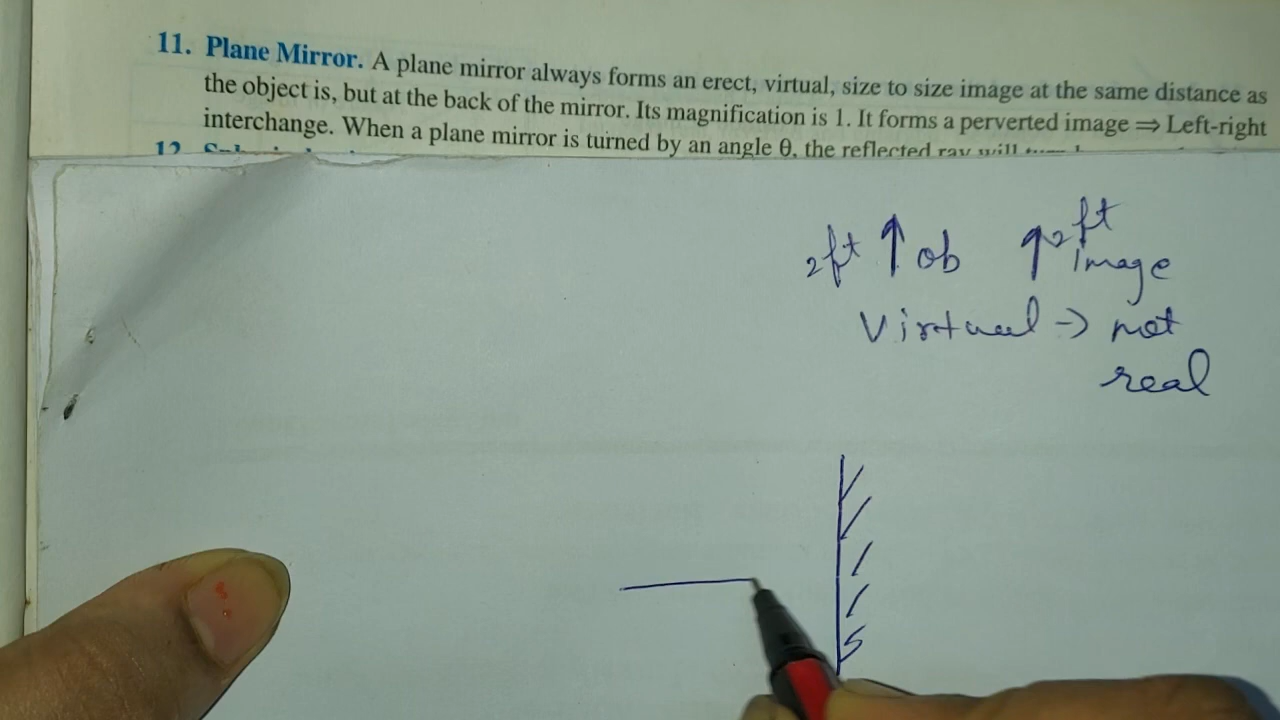 11. Plane Mirror. A plane mirror always forms an erect, virtual, size to size image at the same distance as
the object is, but at the back of the mirror. Its magnification is 1. It forms a perverted image ⇒ Left-right
interchange. When a plane mirror is turned by an angle θ, the reflected ray will turn
12
2ft ↑ ob ↑ 2ft
image
Virtual → not
real